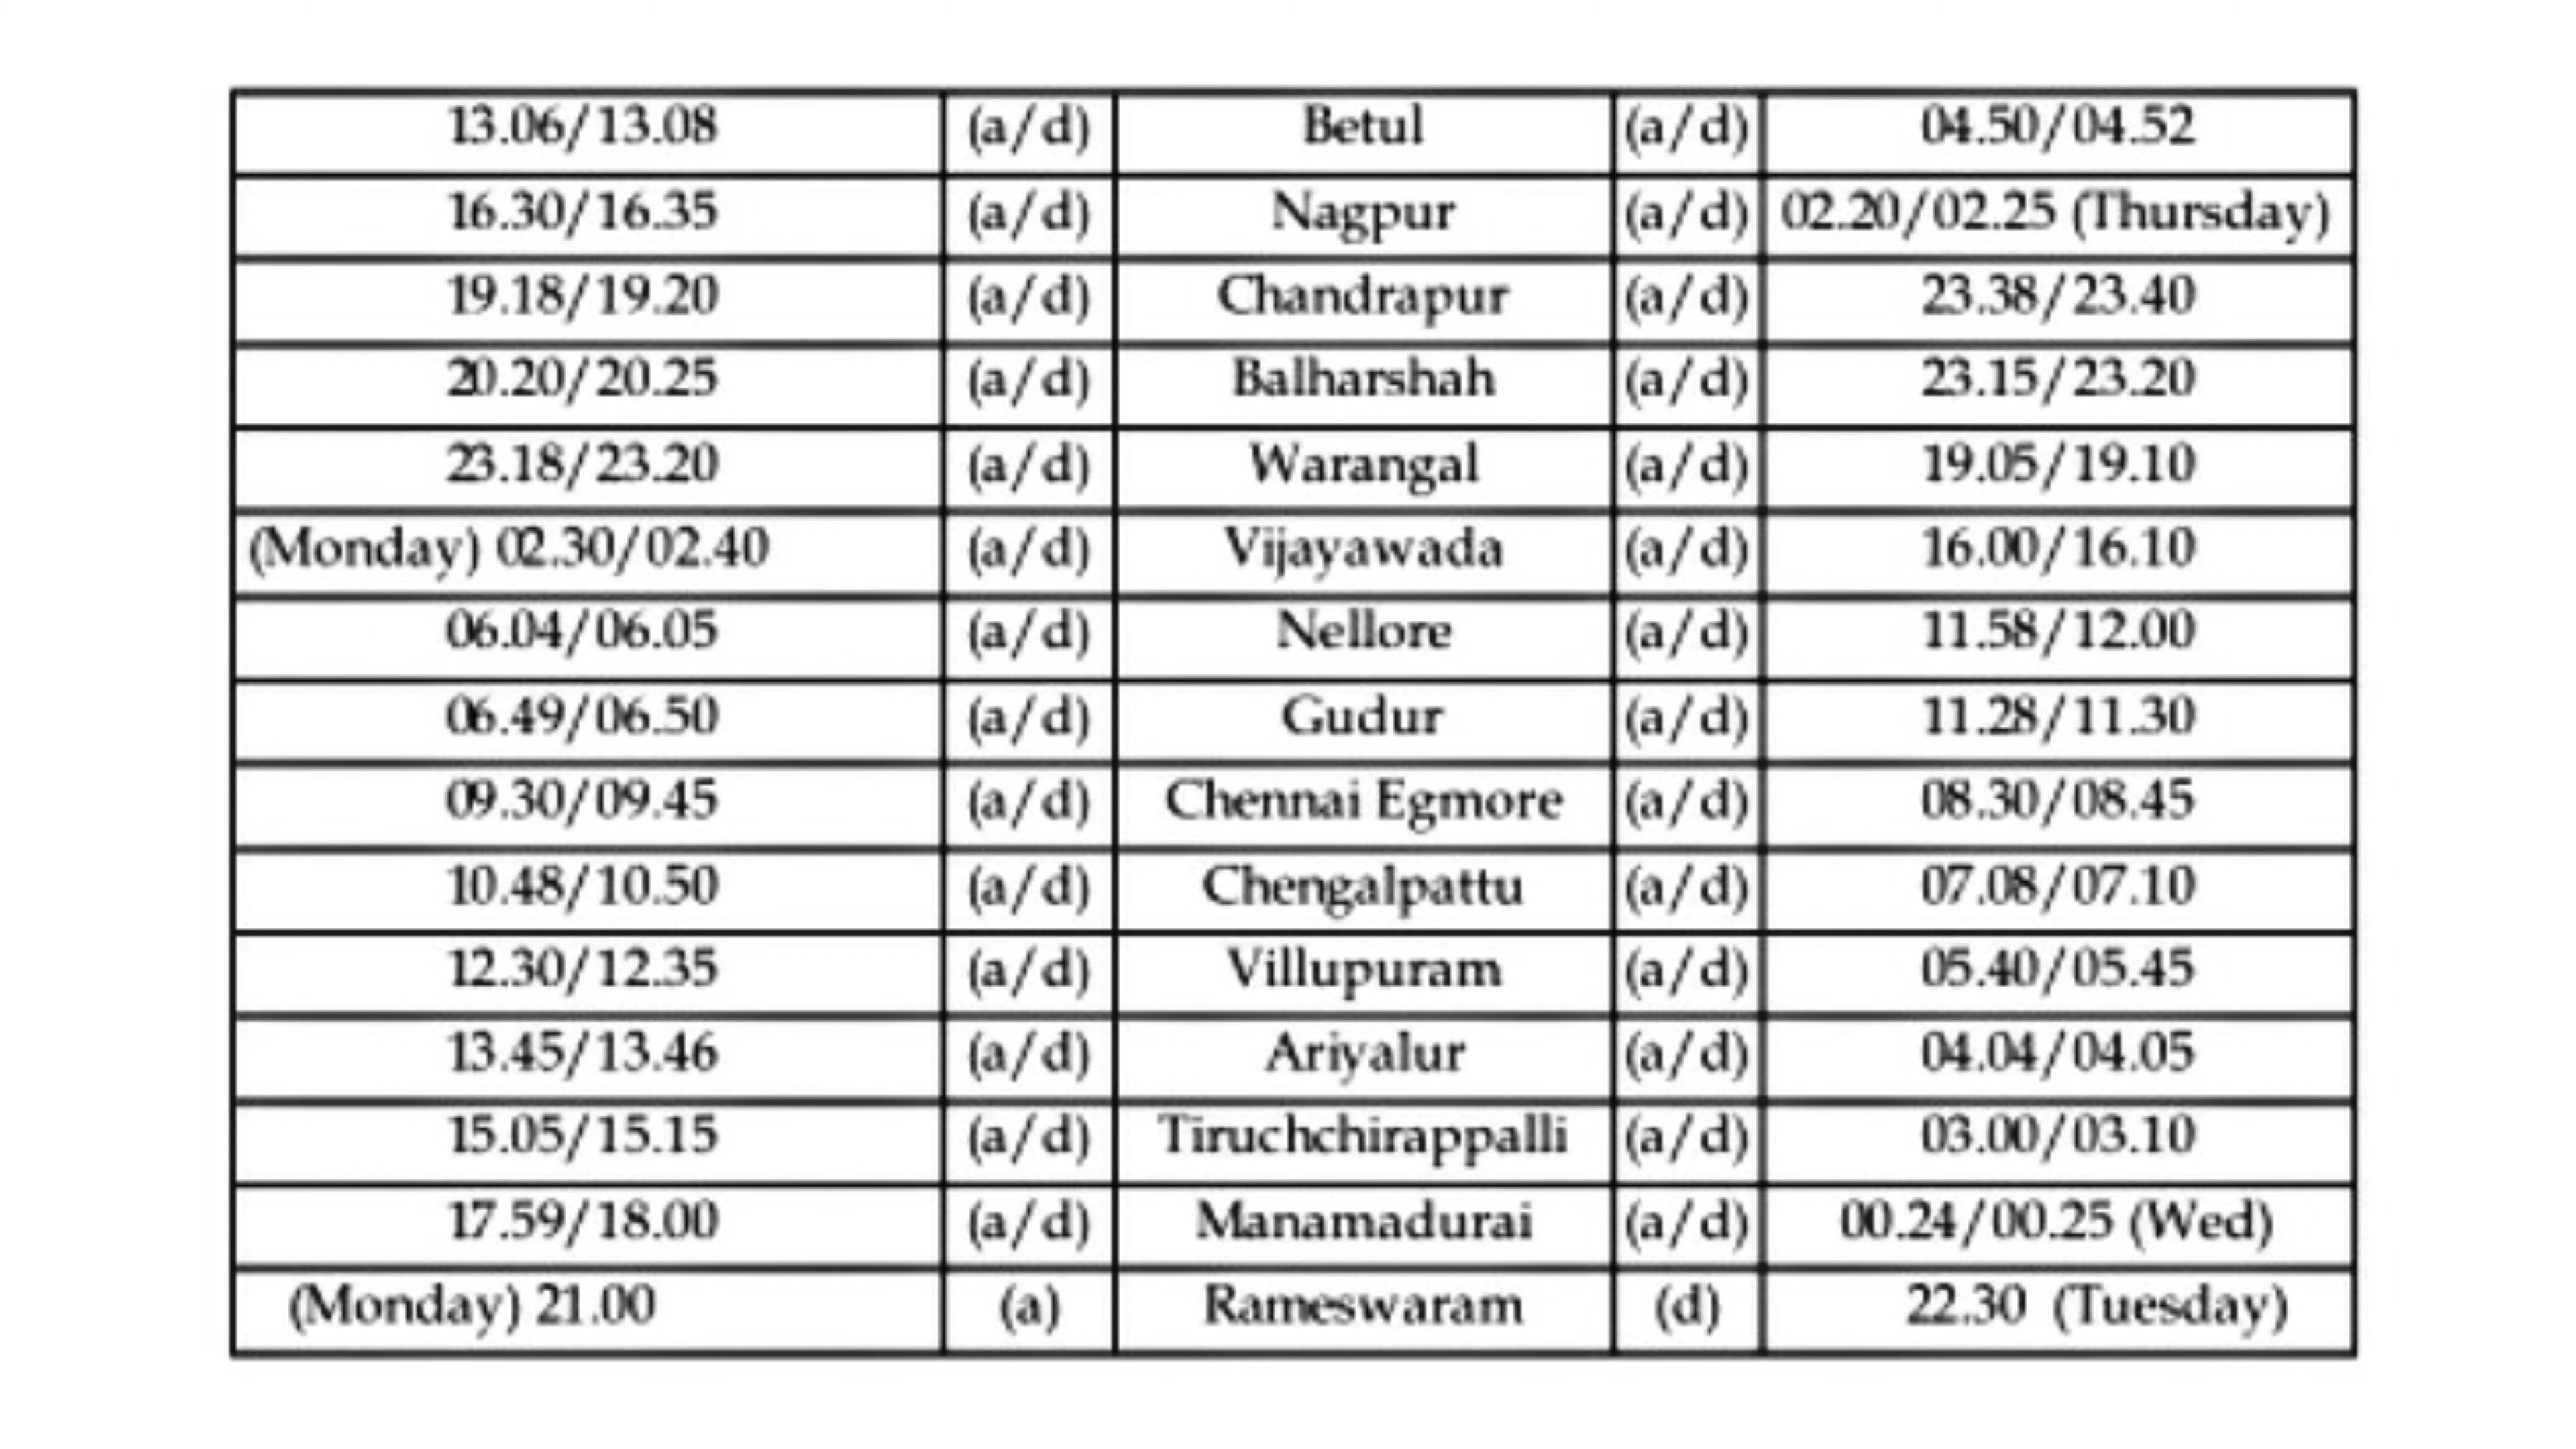 13.06/13.08 (a/d) Betul (a/d) 04.50/04.52
16.30/16.35 (a/d) Nagpur (a/d) 02.20/02.25 (Thursday)
19.18/19.20 (a/d) Chandrapur (a/d) 23.38/23.40
20.20/20.25 (a/d) Balharshah (a/d) 23.15/23.20
23.18/23.20 (a/d) Warangal (a/d) 19.05/19.10
(Monday) 02.30/02.40 (a/d) Vijayawada (a/d) 16.00/16.10
06.04/06.05 (a/d) Nellore (a/d) 11.58/12.00
06.49/06.50 (a/d) Gudur (a/d) 11.28/11.30
09.30/09.45 (a/d) Chennai Egmore (a/d) 08.30/08.45
10.48/10.50 (a/d) Chengalpattu (a/d) 07.08/07.10
12.30/12.35 (a/d) Villupuram (a/d) 05.40/05.45
13.45/13.46 (a/d) Ariyalur (a/d) 04.04/04.05
15.05/15.15 (a/d) Tiruchchirappalli (a/d) 03.00/03.10
17.59/18.00 (a/d) Manamadurai (a/d) 00.24/00.25 (Wed)
(Monday) 21.00 (a) Rameswaram (d) 22.30 (Tuesday)